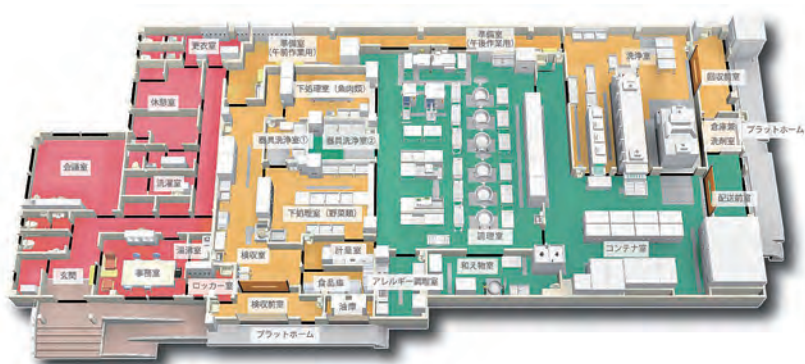 更衣室
準備室
(午前作業用)
準備室
(午後作業用)
洗浄室
回収前室
休憩室
下処理室(魚肉類)
器具洗浄室①
器具洗浄室②
倉庫兼
洗剤室
プラットホーム
会議室
洗濯室
下処理室(野菜類)
配送前室
湯沸室
検収室
計量室
調理室
コンテナ室
玄関
事務室
ロッカー室
食品庫
アレルギー調理室
和え物室
検収前室
油庫
プラットホーム